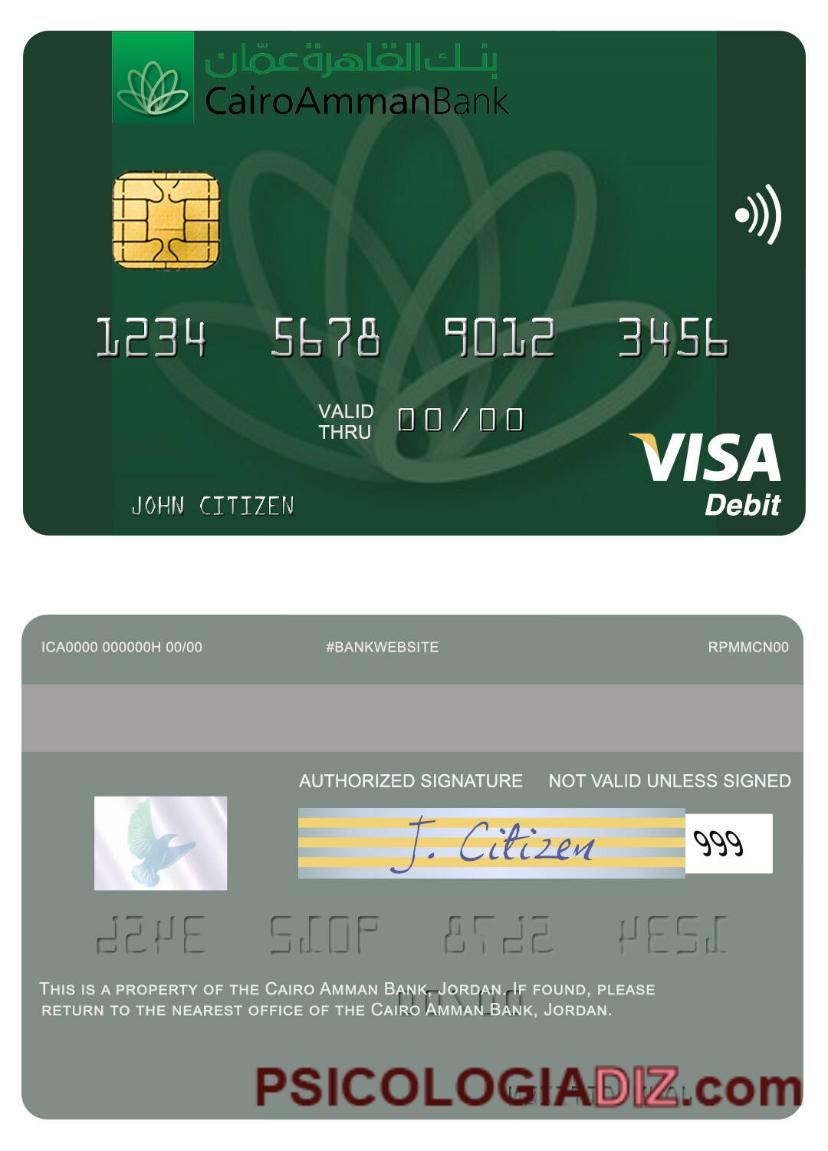 بنك القاهرة عمّان
CairoAmmanBank
1234 5678 9012 3456
VALID THRU 00/00
VISA
Debit
JOHN CITIZEN
ICA0000 000000H 00/00 #BANKWEBSITE RPMMCN00
AUTHORIZED SIGNATURE NOT VALID UNLESS SIGNED
J. Citizen 999
THIS IS A PROPERTY OF THE CAIRO AMMAN BANK, JORDAN. IF FOUND, PLEASE
RETURN TO THE NEAREST OFFICE OF THE CAIRO AMMAN BANK, JORDAN.
PSICOLOGIADIZ.com